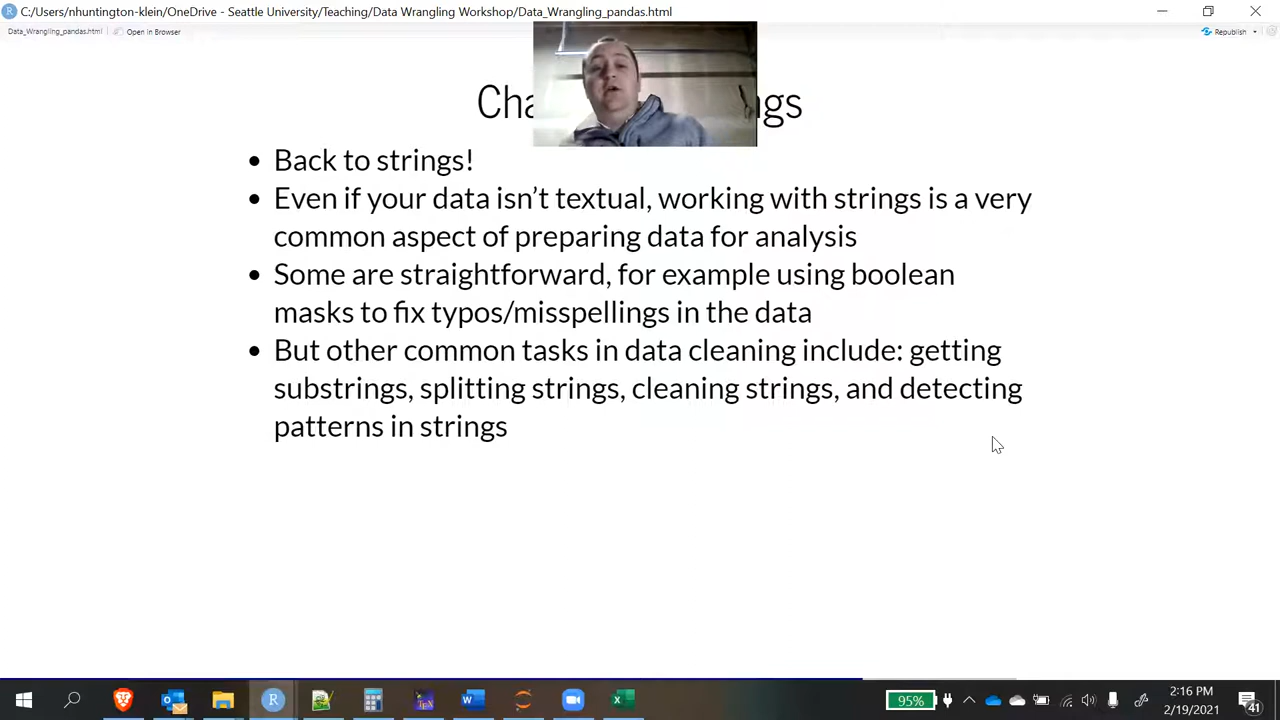 C:/Users/nhuntington-klein/OneDrive - Seattle University/Teaching/Data Wrangling Workshop/Data_Wrangling_pandas.html
Data_Wrangling_pandas.html Open in Browser Republish
Cha ngs
• Back to strings!
• Even if your data isn’t textual, working with strings is a very
common aspect of preparing data for analysis
• Some are straightforward, for example using boolean
masks to fix typos/misspellings in the data
• But other common tasks in data cleaning include: getting
substrings, splitting strings, cleaning strings, and detecting
patterns in strings
95%
2:16 PM
2/19/2021
41